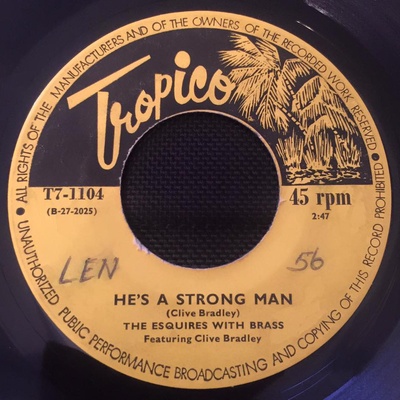 ALL RIGHTS OF THE MANUFACTURERS AND OF THE OWNERS OF THE RECORDED WORK RESERVED •
Tropico
T7-1104
45 rpm
(B-27-2025)
2:47
LEN
56
HE'S A STRONG MAN
(Clive Bradley)
THE ESQUIRES WITH BRASS
Featuring Clive Bradley
• UNAUTHORIZED PUBLIC PERFORMANCE BROADCASTING AND COPYING OF THIS RECORD PROHIBITED